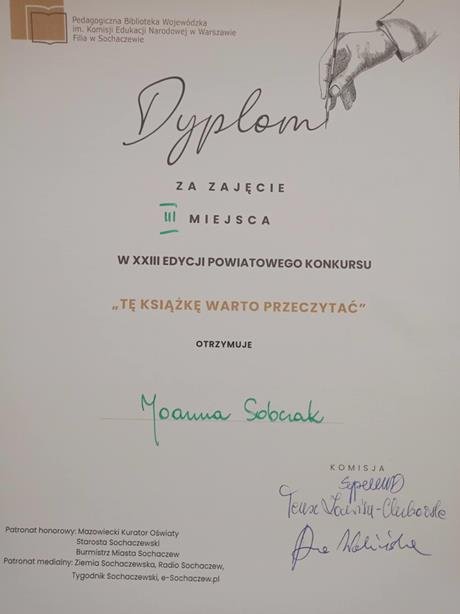 Pedagogiczna Biblioteka Wojewódzka
im. Komisji Edukacji Narodowej w Warszawie
Filia w Sochaczewie
Dyplom
ZA ZAJĘCIE
III MIEJSCA
W XXIII EDYCJI POWIATOWEGO KONKURSU
„TĘ KSIĄŻKĘ WARTO PRZECZYTAĆ”
OTRZYMUJE
Joanna Sobczak
KOMISJA
Patronat honorowy: Mazowiecki Kurator Oświaty
Starosta Sochaczewski
Burmistrz Miasta Sochaczew
Patronat medialny: Ziemia Sochaczewska, Radio Sochaczew,
Tygodnik Sochaczewski, e-Sochaczew.pl